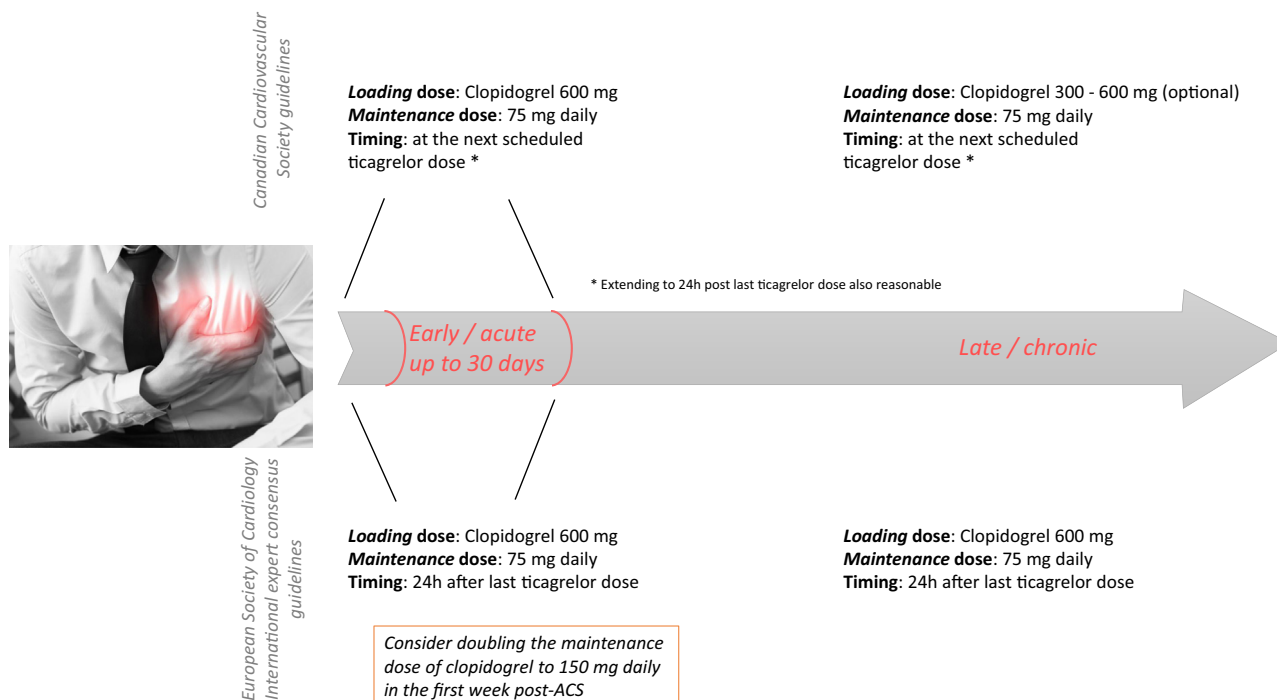 Canadian Cardiovascular
Society guidelines
Loading dose: Clopidogrel 600 mg
Maintenance dose: 75 mg daily
Timing: at the next scheduled
ticagrelor dose *
Loading dose: Clopidogrel 300 - 600 mg (optional)
Maintenance dose: 75 mg daily
Timing: at the next scheduled
ticagrelor dose *
* Extending to 24h post last ticagrelor dose also reasonable
Early / acute
up to 30 days
Late / chronic
European Society of Cardiology
International expert consensus
guidelines
Loading dose: Clopidogrel 600 mg
Maintenance dose: 75 mg daily
Timing: 24h after last ticagrelor dose
Loading dose: Clopidogrel 600 mg
Maintenance dose: 75 mg daily
Timing: 24h after last ticagrelor dose
Consider doubling the maintenance
dose of clopidogrel to 150 mg daily
in the first week post-ACS